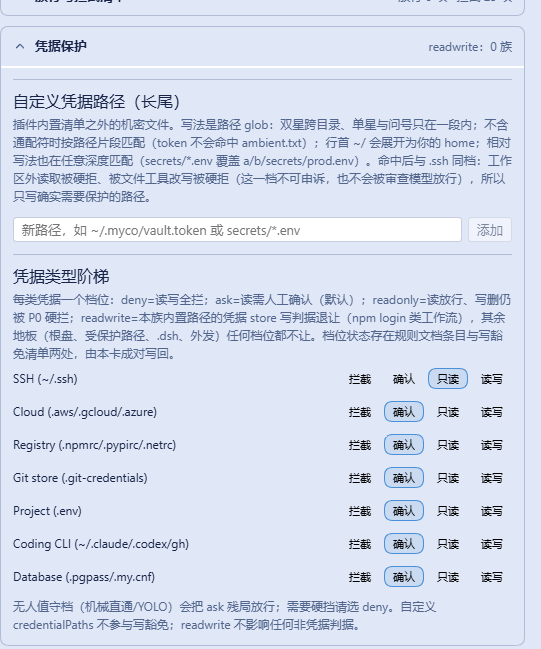 凭据保护
readwrite：0 族
自定义凭据路径（长尾）
插件内置清单之外的机密文件。写法是路径 glob：双星跨目录、单星与问号只在一段内；不含
通配符时按路径片段匹配（token 不会命中 ambient.txt）；行首 ~/ 会展开为你的 home；相对
写法也在任意深度匹配（secrets/*.env 覆盖 a/b/secrets/prod.env）。命中后与 .ssh 同档：工作
区外读取被硬拒、被文件工具改写被硬拒（这一档不可申诉，也不会被审查模型放行），所以
只写确实需要保护的路径。
新路径，如 ~/.myco/vault.token 或 secrets/*.env
添加
凭据类型阶梯
每类凭据一个档位：deny=读写全拦；ask=读需人工确认（默认）；readonly=读放行、写删仍
被 P0 硬拦；readwrite=本族内置路径的凭据 store 写判据退让（npm login 类工作流），其余
地板（根盘、受保护路径、.dsh、外发）任何档位都不让。档位状态存在规则文档条目与写豁
免清单两处，由本卡成对写回。
SSH (~/.ssh) 拦截 确认 只读 读写
Cloud (.aws/.gcloud/.azure) 拦截 确认 只读 读写
Registry (.npmrc/.pypirc/.netrc) 拦截 确认 只读 读写
Git store (.git-credentials) 拦截 确认 只读 读写
Project (.env) 拦截 确认 只读 读写
Coding CLI (~/.claude/.codex/gh) 拦截 确认 只读 读写
Database (.pgpass/.my.cnf) 拦截 确认 只读 读写
无人值守档（机械直通/YOLO）会把 ask 残局放行；需要硬挡请选 deny。自定义
credentialPaths 不参与写豁免；readwrite 不影响任何非凭据判据。